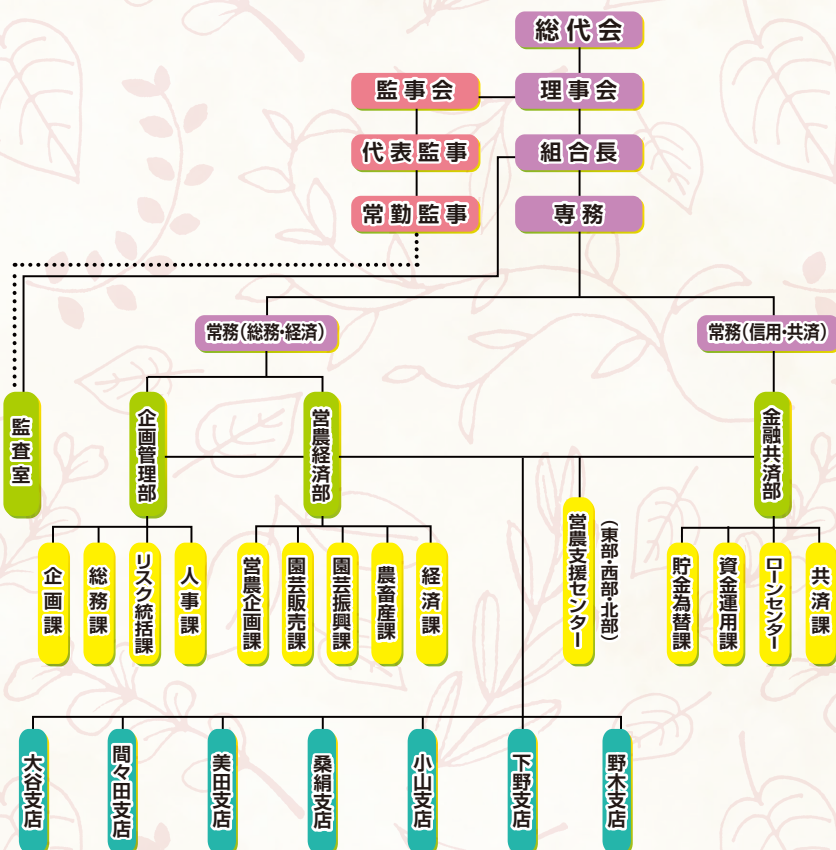 総代会
監事会
理事会
代表監事
組合長
常勤監事
専務
常務(総務・経済)
常務(信用・共済)
監査室
企画管理部
営農経済部
金融共済部
営農支援センター
(東部・西部・北部)
企画課
総務課
リスク統括課
人事課
営農企画課
園芸販売課
園芸振興課
農畜産課
経済課
貯金為替課
資金運用課
ローンセンター
共済課
大谷支店
間々田支店
美田支店
桑絹支店
小山支店
下野支店
野木支店